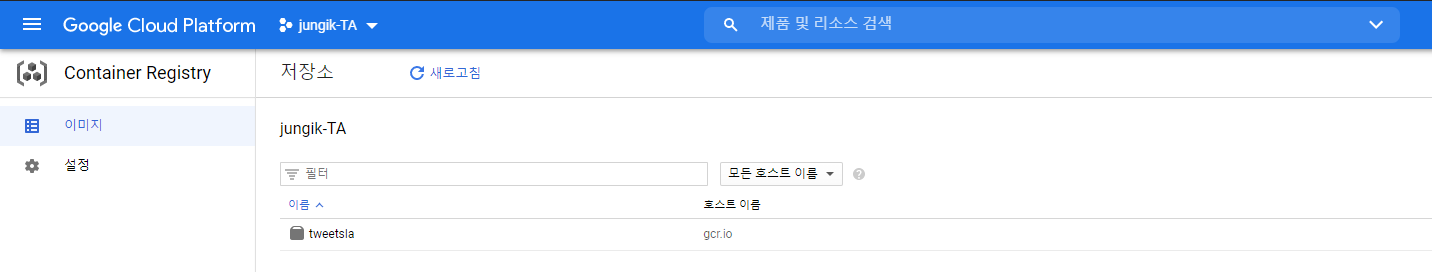 Google Cloud Platform jungik-TA 제품 및 리소스 검색
Container Registry 저장소 새로고침
이미지
설정
jungik-TA
필터 모든 호스트 이름
이름 호스트 이름
tweetsla gcr.io